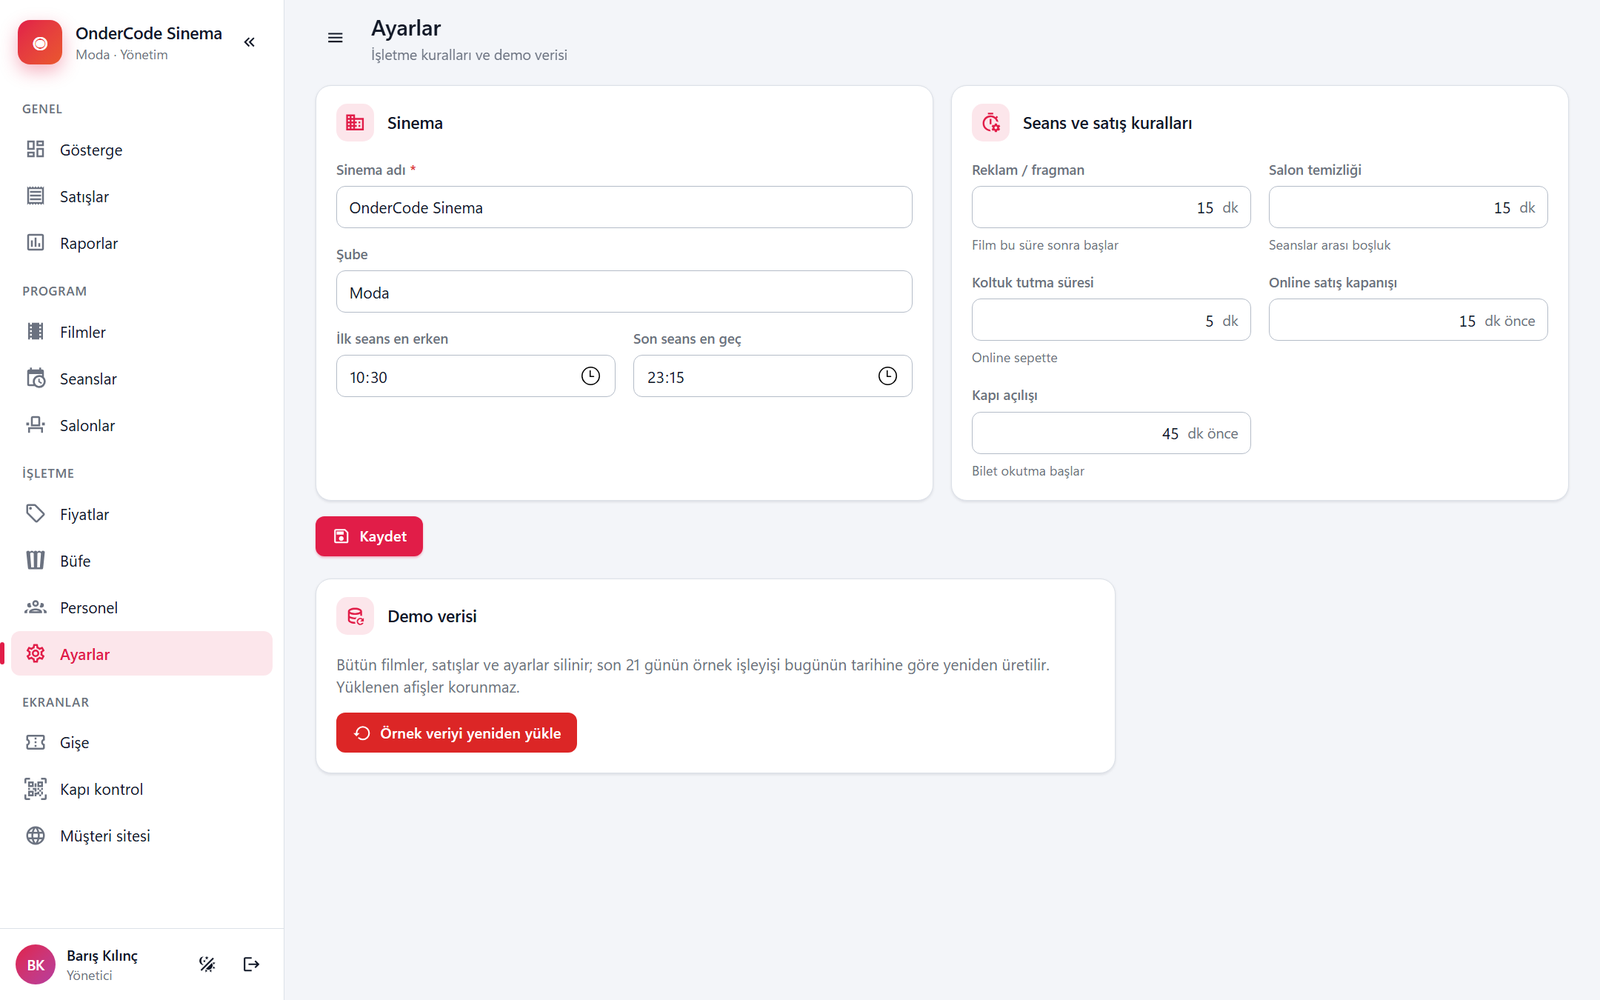 OnderCode Sinema
Moda · Yönetim
GENEL
Gösterge
Satışlar
Raporlar
PROGRAM
Filmler
Seanslar
Salonlar
İŞLETME
Fiyatlar
Büfe
Personel
Ayarlar
EKRANLAR
Gişe
Kapı kontrol
Müşteri sitesi
BK
Barış Kılınç
Yönetici
Ayarlar
İşletme kuralları ve demo verisi
Sinema
Sinema adı *
OnderCode Sinema
Şube
Moda
İlk seans en erken
10:30
Son seans en geç
23:15
Seans ve satış kuralları
Reklam / fragman
15 dk
Film bu süre sonra başlar
Salon temizliği
15 dk
Seanslar arası boşluk
Koltuk tutma süresi
5 dk
Online sepette
Online satış kapanışı
15 dk önce
Kapı açılışı
45 dk önce
Bilet okutma başlar
Kaydet
Demo verisi
Bütün filmler, satışlar ve ayarlar silinir; son 21 günün örnek işleyişi bugünün tarihine göre yeniden üretilir.
Yüklenen afişler korunmaz.
Örnek veriyi yeniden yükle